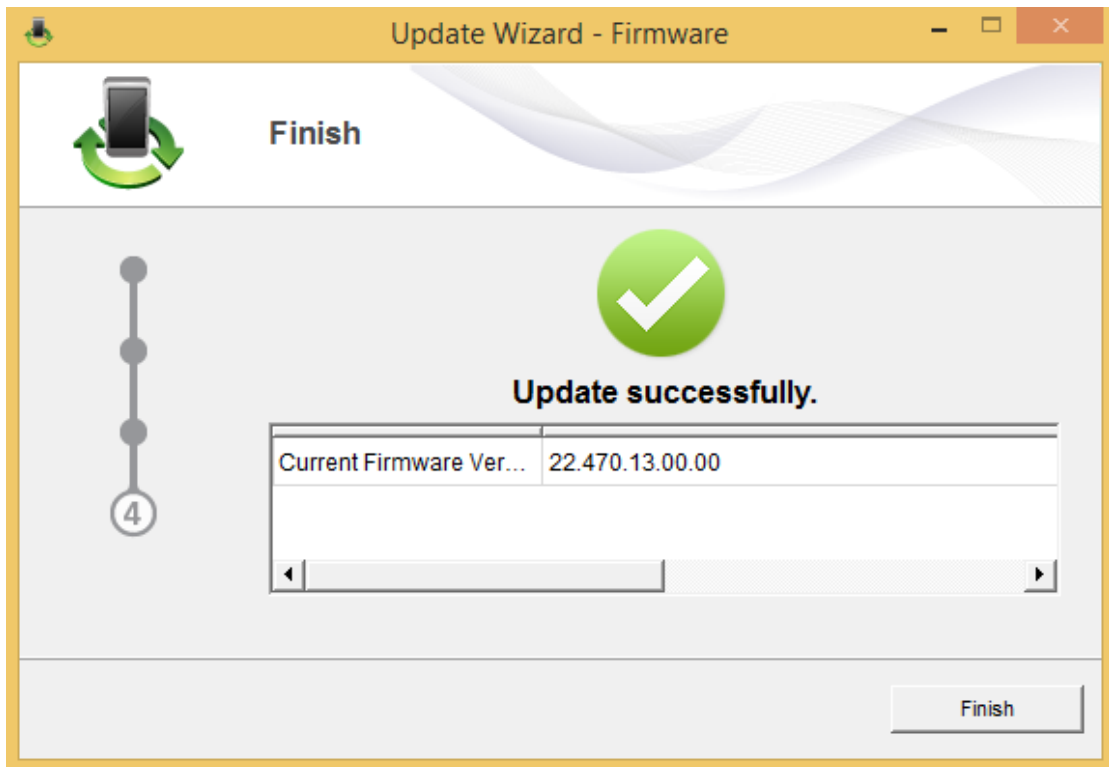 Update Wizard - Firmware
Finish
Update successfully.
Current Firmware Ver... 22.470.13.00.00
4
Finish